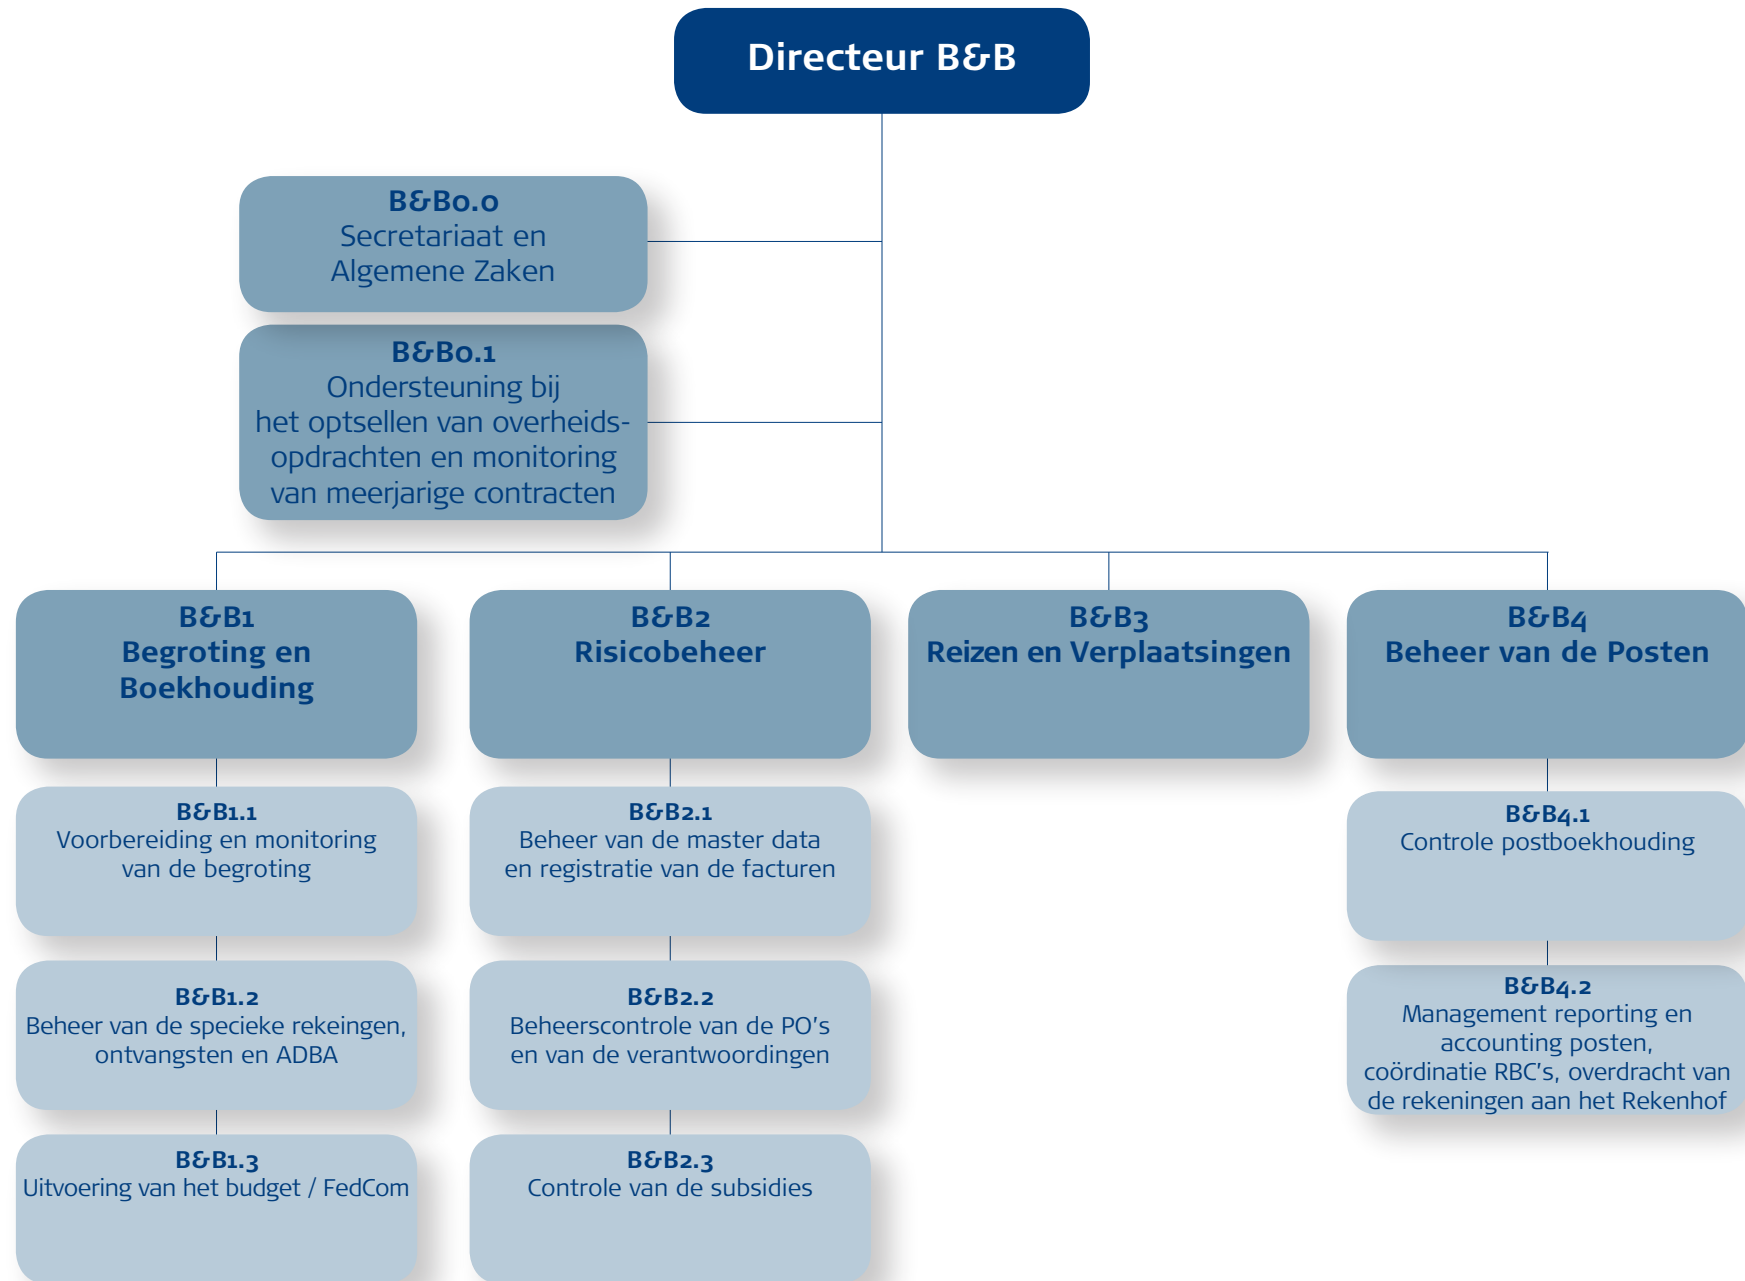 Directeur B&B
B&B0.0
Secretariaat en
Algemene Zaken
B&B0.1
Ondersteuning bij
het optsellen van overheids-
opdrachten en monitoring
van meerjarige contracten
B&B1
Begroting en
Boekhouding
B&B2
Risicobeheer
B&B3
Reizen en Verplaatsingen
B&B4
Beheer van de Posten
B&B1.1
Voorbereiding en monitoring
van de begroting
B&B2.1
Beheer van de master data
en registratie van de facturen
B&B4.1
Controle postboekhouding
B&B1.2
Beheer van de specieke rekeingen,
ontvangsten en ADBA
B&B2.2
Beheerscontrole van de PO's
en van de verantwoordingen
B&B4.2
Management reporting en
accounting posten,
coördinatie RBC's, overdracht van
de rekeningen aan het Rekenhof
B&B1.3
Uitvoering van het budget / FedCom
B&B2.3
Controle van de subsidies